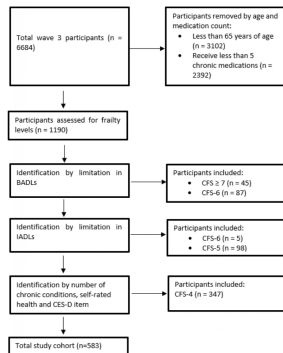 Total wave 3 participants (n =
6684)
Participants removed by age and
medication count:
• Less than 65 years of age
(n = 3102)
• Receive less than 5
chronic medications (n =
2392)
Participants assessed for frailty
levels (n = 1190)
Identification by limitation in
BADLs
Participants included:
• CFS ≥ 7 (n = 45)
• CFS-6 (n = 87)
Identification by limitation in
IADLs
Participants included:
• CFS-6 (n = 5)
• CFS-5 (n = 98)
Identification by number of
chronic conditions, self-rated
health and CES-D item
Participants included:
CFS-4 (n = 347)
Total study cohort (n=583)